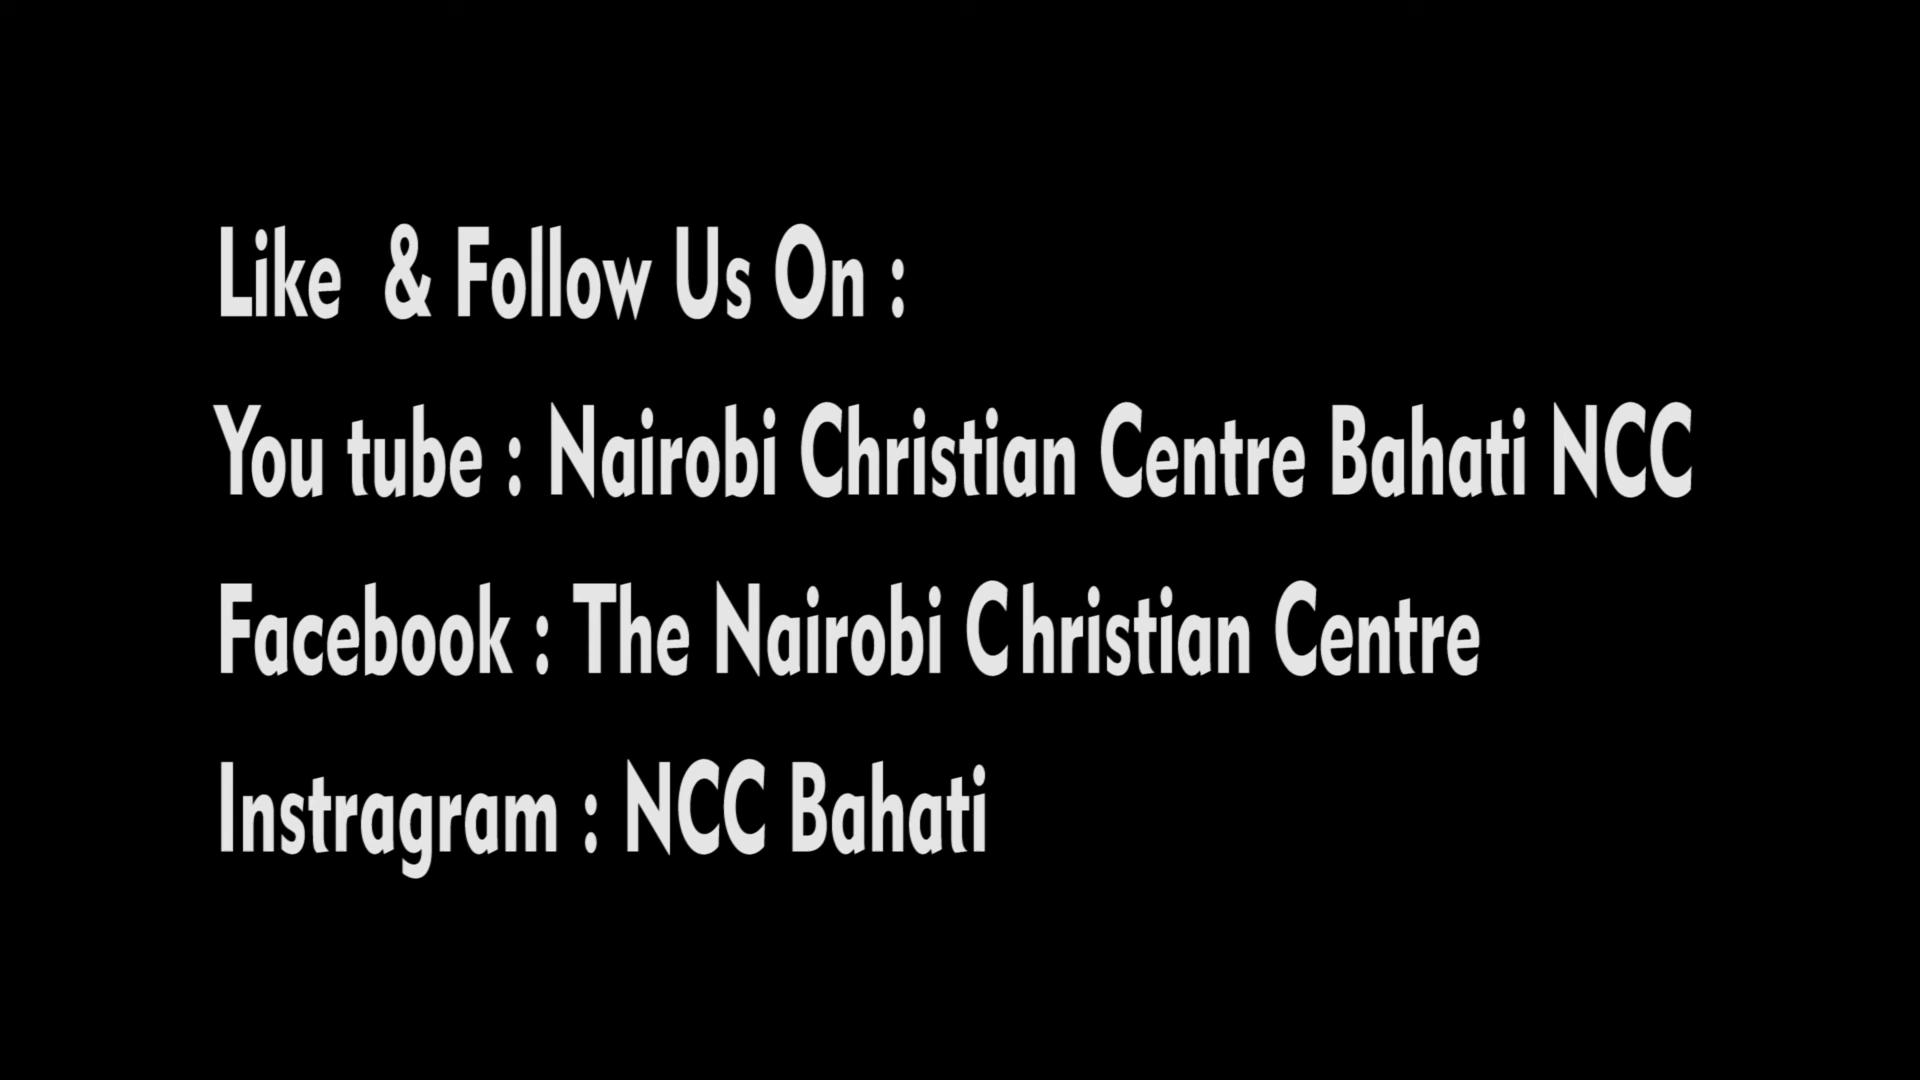 Like & Follow Us On :
You tube : Nairobi Christian Centre Bahati NCC
Facebook : The Nairobi Christian Centre
Instragram : NCC Bahati